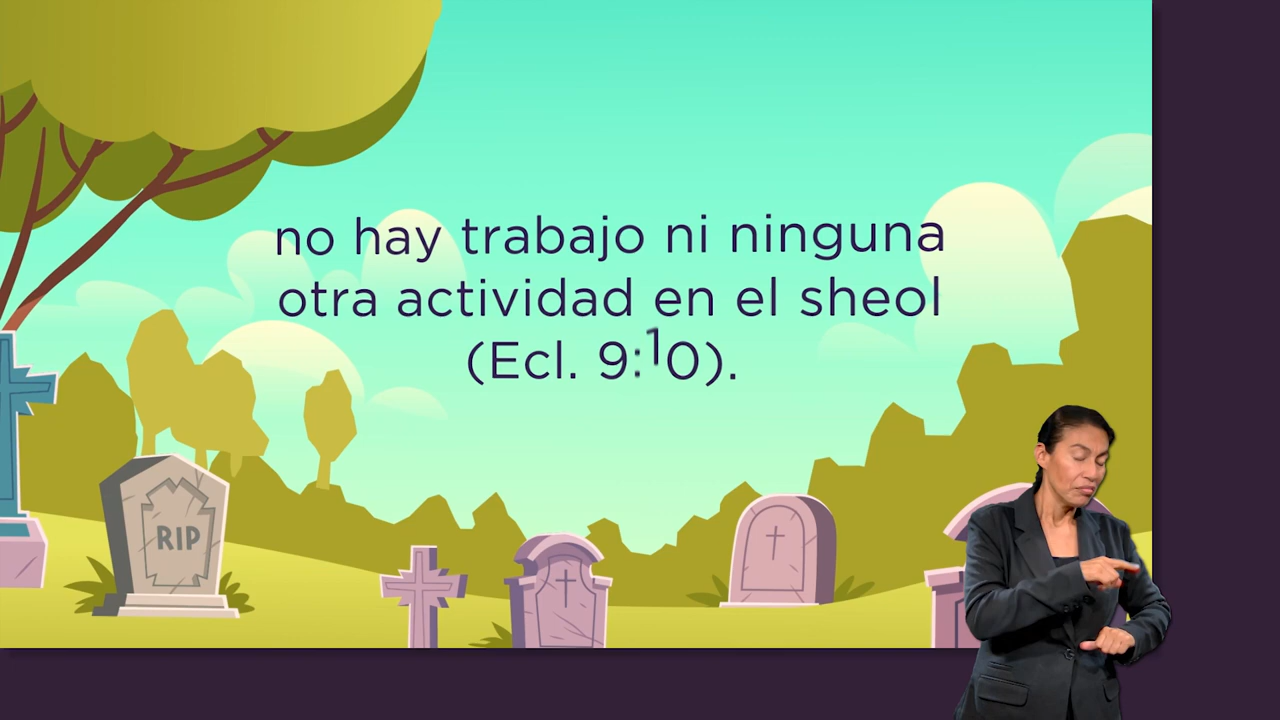 no hay trabajo ni ninguna
otra actividad en el sheol
(Ecl. 9:10).
RIP